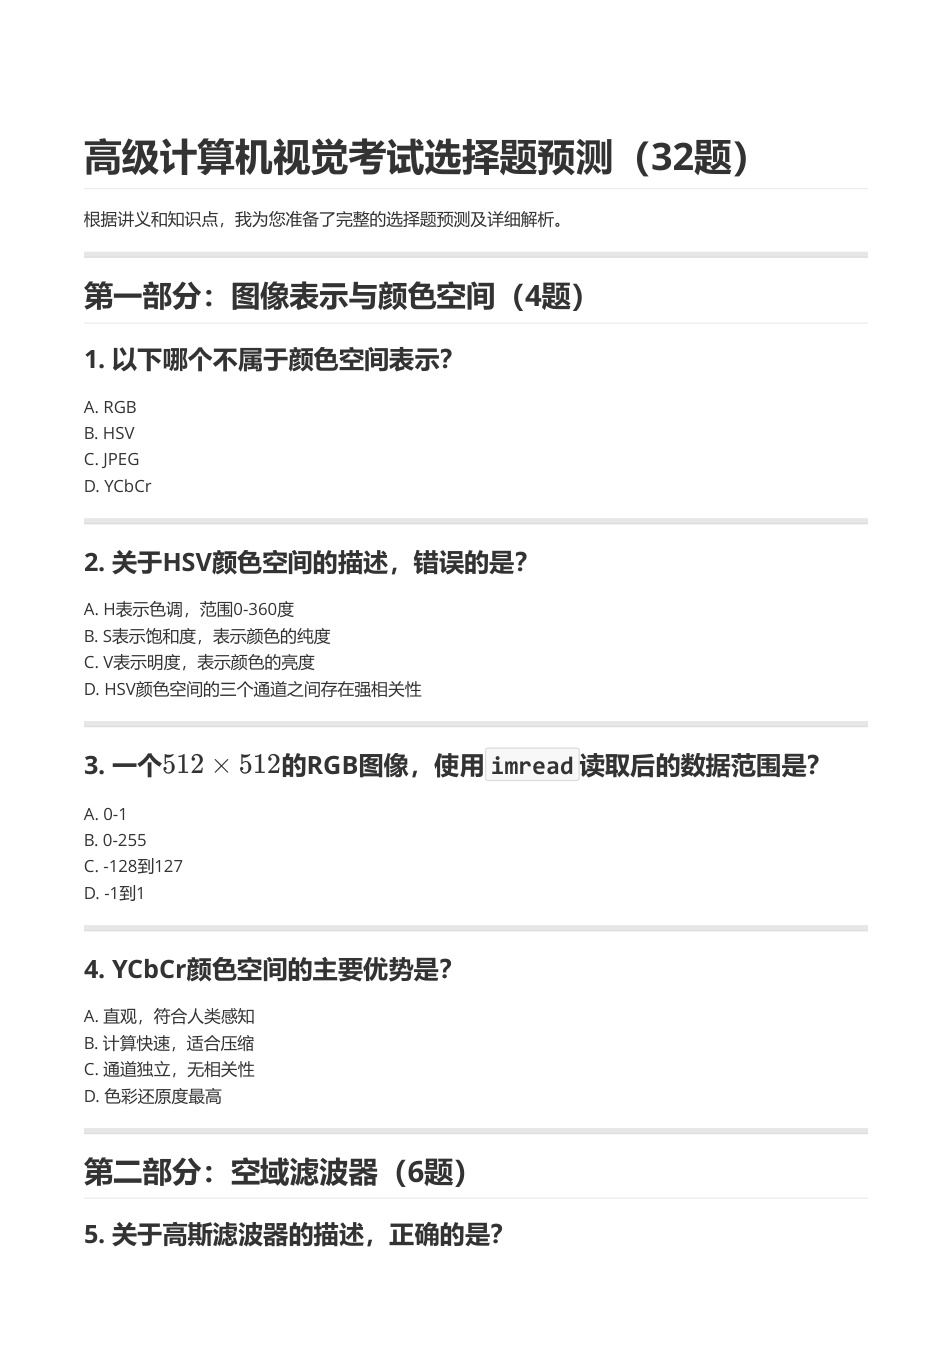 高级计算机视觉考试选择题预测（32题）
根据讲义和知识点，我为您准备了完整的选择题预测及详细解析。
第一部分：图像表示与颜色空间（4题）
1. 以下哪个不属于颜色空间表示？
A. RGB
B. HSV
C. JPEG
D. YCbCr
2. 关于HSV颜色空间的描述，错误的是？
A. H表示色调，范围0-360度
B. S表示饱和度，表示颜色的纯度
C. V表示明度，表示颜色的亮度
D. HSV颜色空间的三个通道之间存在强相关性
3. 一个512 × 512的RGB图像，使用imread读取后的数据范围是？
A. 0-1
B. 0-255
C. -128到127
D. -1到1
4. YCbCr颜色空间的主要优势是？
A. 直观，符合人类感知
B. 计算快速，适合压缩
C. 通道独立，无相关性
D. 色彩还原度最高
第二部分：空域滤波器（6题）
5. 关于高斯滤波器的描述，正确的是？